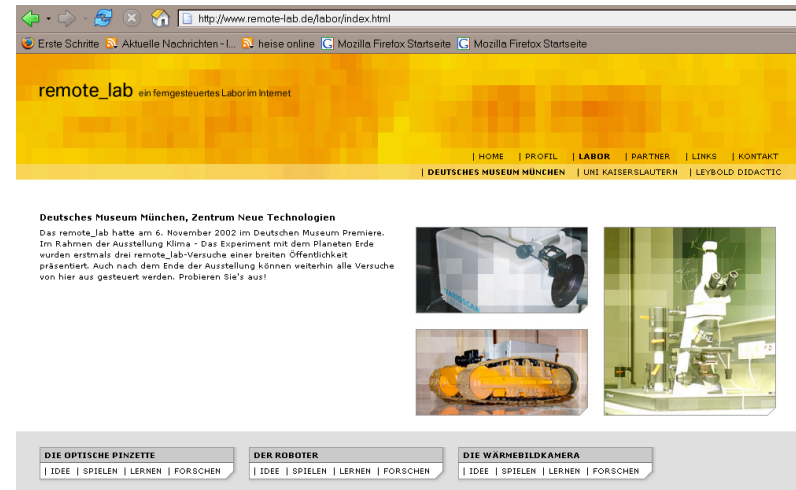 http://www.remote-lab.de/labor/index.html
Erste Schritte Aktuelle Nachrichten - I... heise online Mozilla Firefox Startseite Mozilla Firefox Startseite
remote_lab ein ferngesteuertes Labor im Internet
| HOME | PROFIL | LABOR | PARTNER | LINKS | KONTAKT
| DEUTSCHES MUSEUM MÜNCHEN | UNI KAISERSLAUTERN | LEYBOLD DIDACTIC
Deutsches Museum München, Zentrum Neue Technologien
Das remote_lab hatte am 6. November 2002 im Deutschen Museum Premiere.
Im Rahmen der Ausstellung Klima - Das Experiment mit dem Planeten Erde
wurden erstmals drei remote_lab-Versuche einer breiten Öffentlichkeit
präsentiert. Auch nach dem Ende der Ausstellung können weiterhin alle Versuche
von hier aus gesteuert werden. Probieren Sie's aus!
VARIOSCAN
DIE OPTISCHE PINZETTE DER ROBOTER DIE WÄRMEBILDKAMERA
| IDEE | SPIELEN | LERNEN | FORSCHEN | IDEE | SPIELEN | LERNEN | FORSCHEN | IDEE | SPIELEN | LERNEN | FORSCHEN